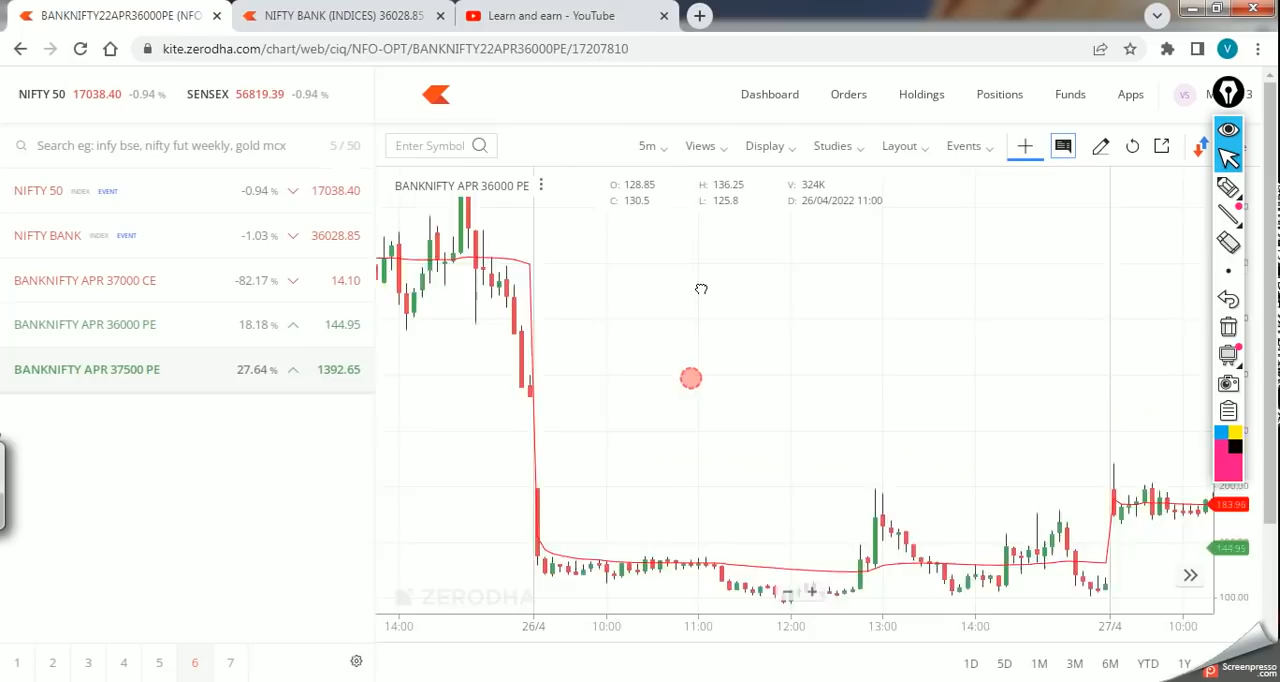 BANKNIFTY22APR36000PE (NFO
NIFTY BANK (INDICES) 36028.85
Learn and earn - YouTube
kite.zerodha.com/chart/web/ciq/NFO-OPT/BANKNIFTY22APR36000PE/17207810
V
NIFTY 50 17038.40 -0.94 % SENSEX 56819.39 -0.94 %
Dashboard Orders Holdings Positions Funds Apps VS M 3
Search eg: infy bse, nifty fut weekly, gold mcx 5 / 50
Enter Symbol 5m Views Display Studies Layout Events
NIFTY 50 INDEX EVENT -0.94 % 17038.40
BANKNIFTY APR 36000 PE O: 128.85 H: 136.25 V: 324K
C: 130.5 L: 125.8 D: 26/04/2022 11:00
NIFTY BANK INDEX EVENT -1.03 % 36028.85
BANKNIFTY APR 37000 CE -82.17 % 14.10
BANKNIFTY APR 36000 PE 18.18 % 144.95
BANKNIFTY APR 37500 PE 27.64 % 1392.65
200.00
183.96
144.95
100.00
ZERODHA
14:00 26/4 10:00 11:00 12:00 13:00 14:00 27/4 10:00
1 2 3 4 5 6 7
1D 5D 1M 3M 6M YTD 1Y
Screenpresso
.com